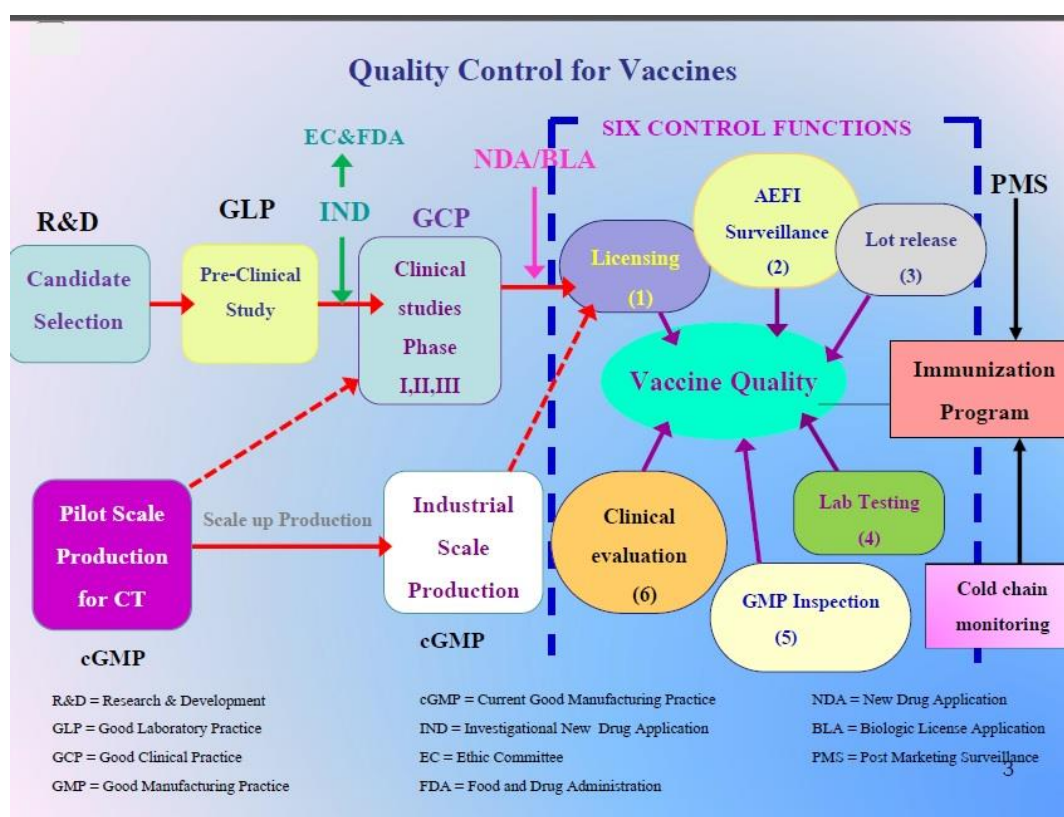 Quality Control for Vaccines
EC&FDA
NDA/BLA
SIX CONTROL FUNCTIONS
R&D
GLP
IND
GCP
PMS
Candidate
Selection
Pre-Clinical
Study
Clinical
studies
Phase
I,II,III
Licensing
(1)
AEFI
Surveillance
(2)
Lot release
(3)
Vaccine Quality
Immunization
Program
Pilot Scale
Production
for CT
cGMP
Scale up Production
Industrial
Scale
Production
cGMP
Clinical
evaluation
(6)
GMP Inspection
(5)
Lab Testing
(4)
Cold chain
monitoring
R&D = Research & Development
GLP = Good Laboratory Practice
GCP = Good Clinical Practice
GMP = Good Manufacturing Practice
cGMP = Current Good Manufacturing Practice
IND = Investigational New Drug Application
EC = Ethic Committee
FDA = Food and Drug Administration
NDA = New Drug Application
BLA = Biologic License Application
PMS = Post Marketing Surveillance
3